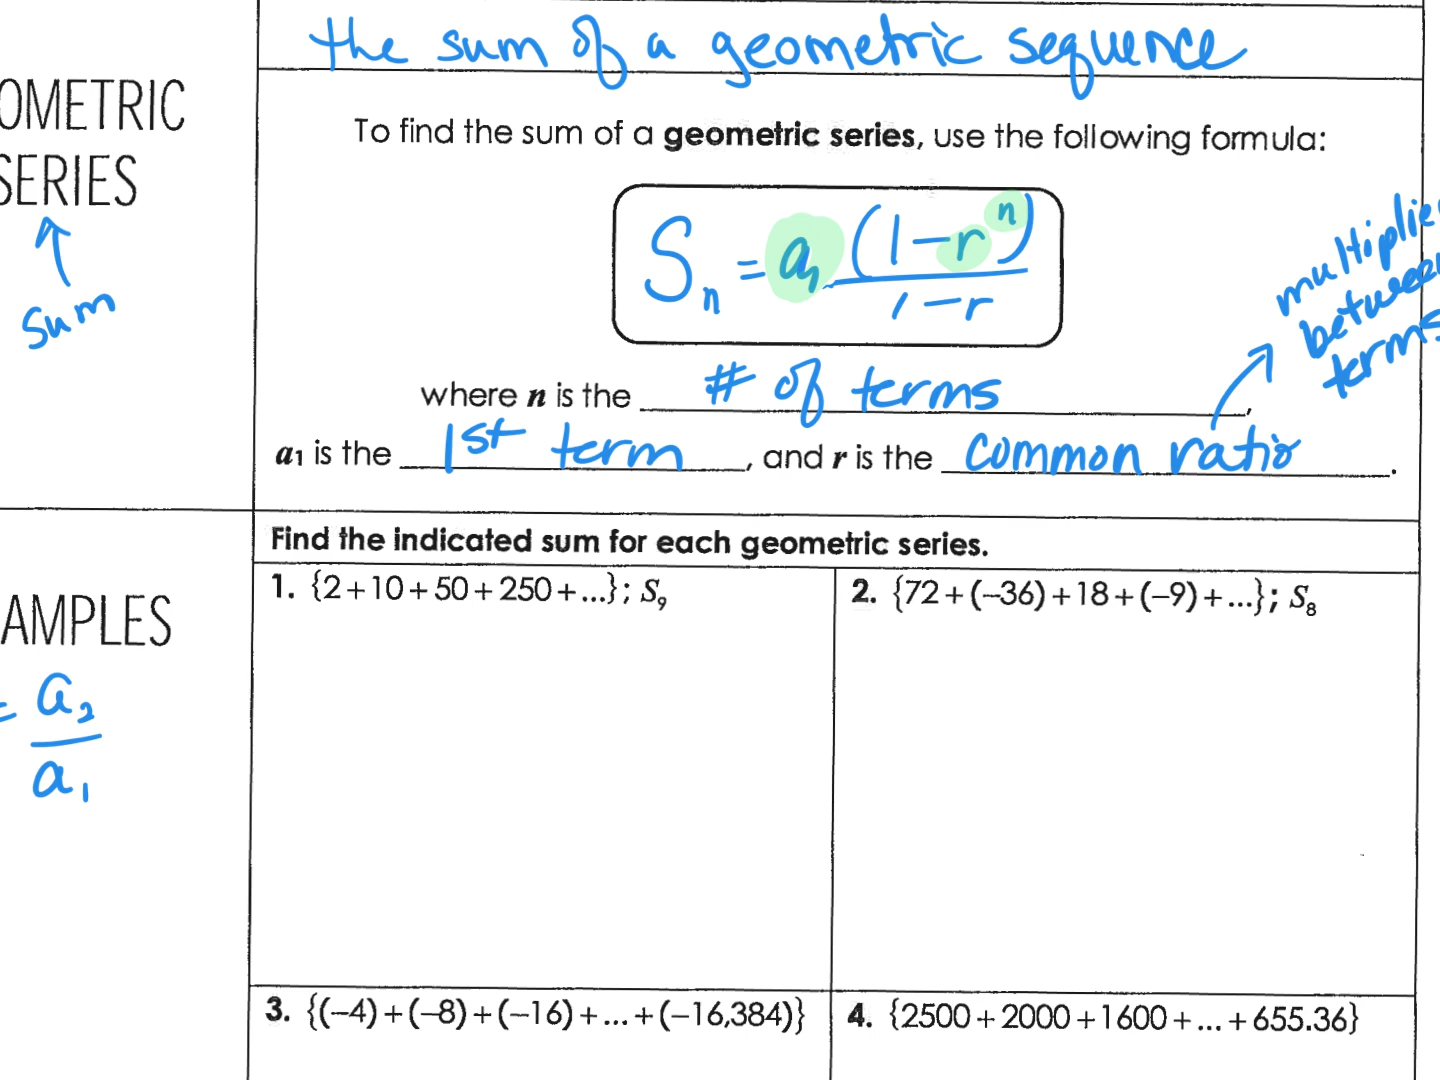 the sum of a geometric sequence
OMETRIC
SERIES
sum
To find the sum of a geometric series, use the following formula:
Sₙ = a₁ (1 − rⁿ) / 1 − r
multiplie
between
terms
where n is the # of terms,
a₁ is the 1st term, and r is the common ratio.
Find the indicated sum for each geometric series.
AMPLES
= a₂ / a₁
1. {2 + 10 + 50 + 250 + ...}; S₉
2. {72 + (−36) + 18 + (−9) + ...}; S₈
3. {(−4) + (−8) + (−16) + ... + (−16,384)}
4. {2500 + 2000 + 1600 + ... + 655.36}